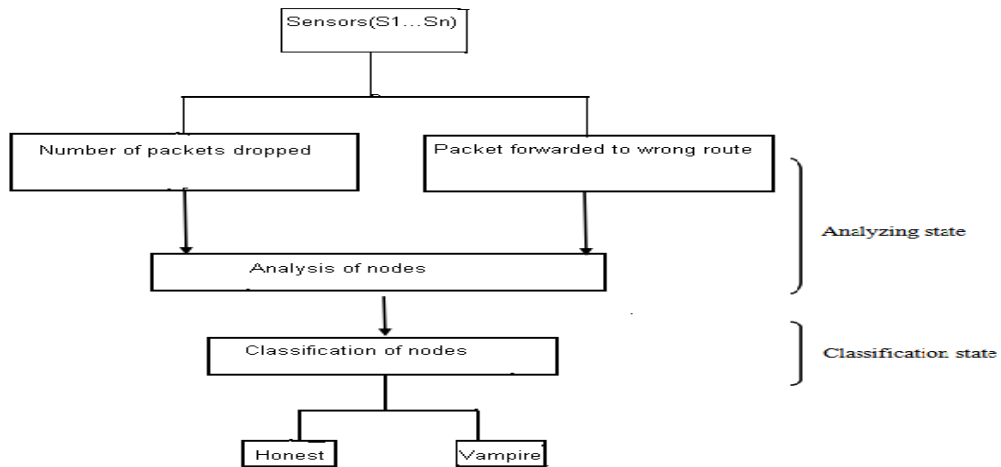 Sensors(S1...Sn)
Number of packets dropped
Packet forwarded to wrong route
Analyzing state
Analysis of nodes
Classification of nodes
Classification state
Honest
Vampire